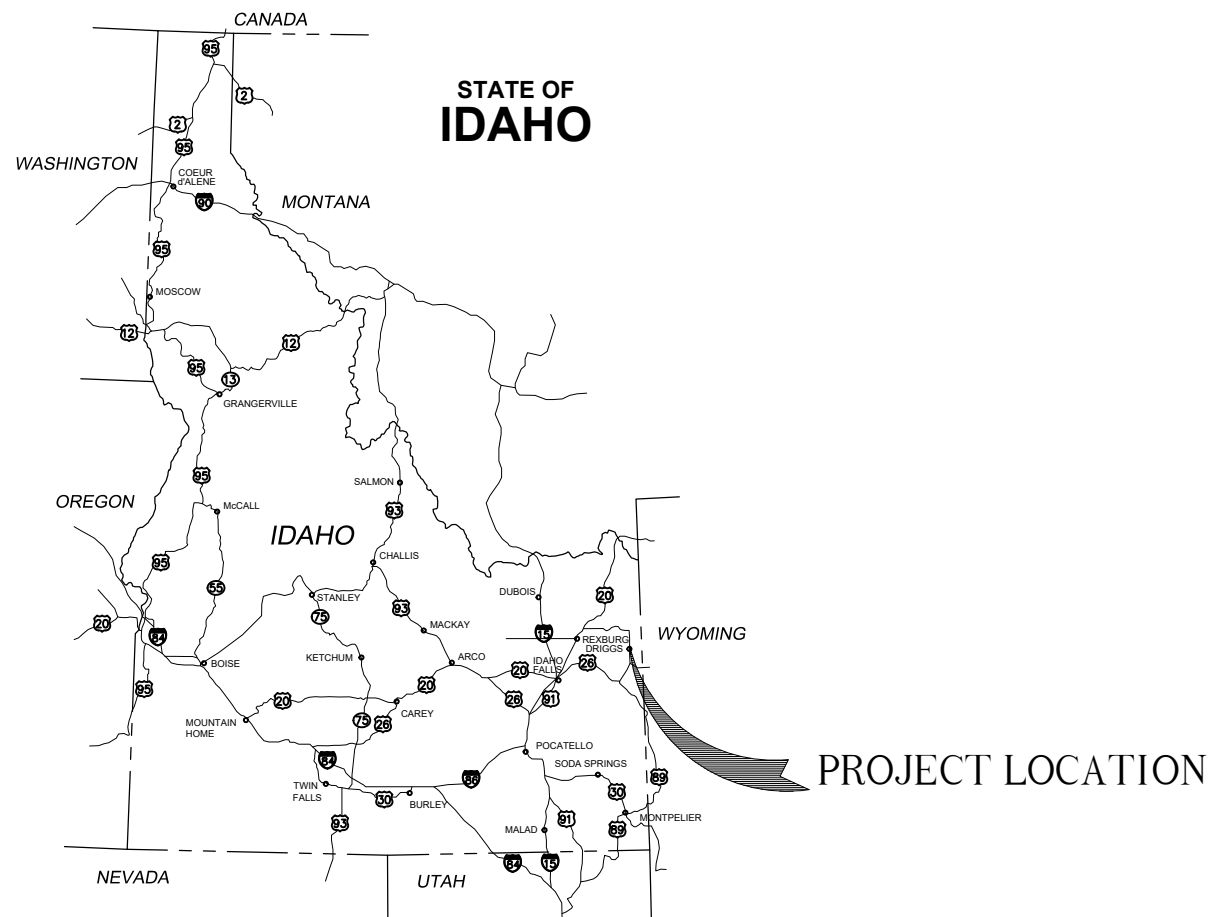 CANADA
95
STATE OF
IDAHO
2
2
95
WASHINGTON
COEUR
d'ALENE
90
MONTANA
95
MOSCOW
12
12
95
13
GRANGERVILLE
95
SALMON
OREGON
McCALL
93
IDAHO
95
CHALLIS
55
STANLEY
DUBOIS
20
93
75
20
MACKAY
84
15
WYOMING
REXBURG
DRIGGS
BOISE
KETCHUM
ARCO
IDAHO
FALLS
20
26
95
20
20
26
91
CAREY
MOUNTAIN
HOME
75
26
POCATELLO
84
SODA SPRINGS
PROJECT LOCATION
86
89
TWIN
FALLS
30
BURLEY
30
93
91
MONTPELIER
MALAD
89
84
15
NEVADA
UTAH